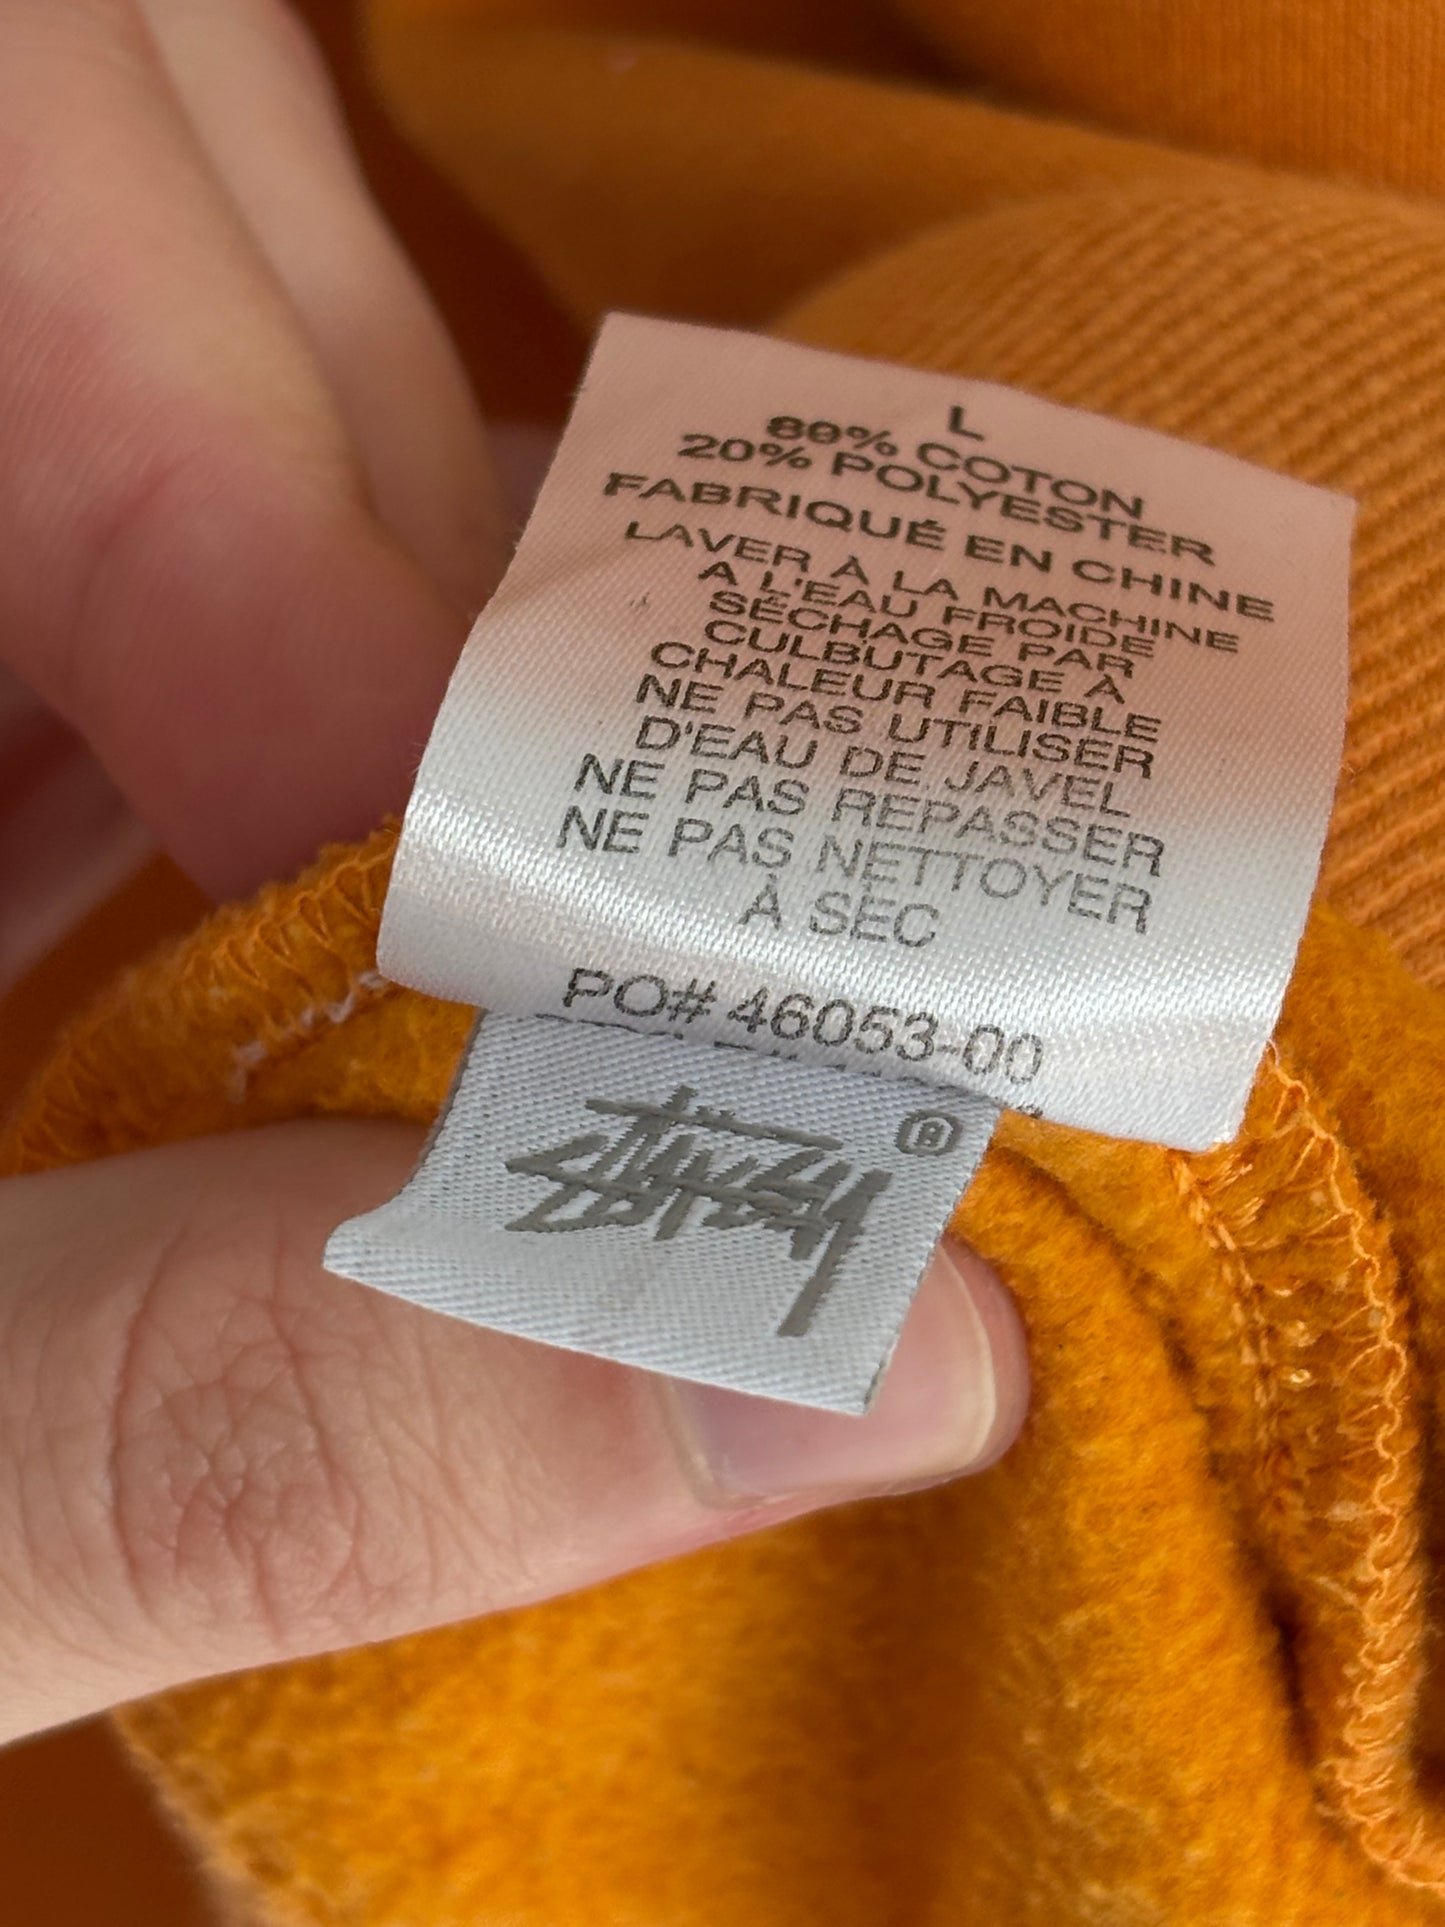 L
80% COTON
20% POLYESTER
FABRIQUÉ EN CHINE
LAVER À LA MACHINE
A L'EAU FROIDE
SÉCHAGE PAR
CULBUTAGE À
CHALEUR FAIBLE
NE PAS UTILISER
D'EAU DE JAVEL
NE PAS REPASSER
NE PAS NETTOYER
À SEC
PO# 46053-00
Stüssy ®